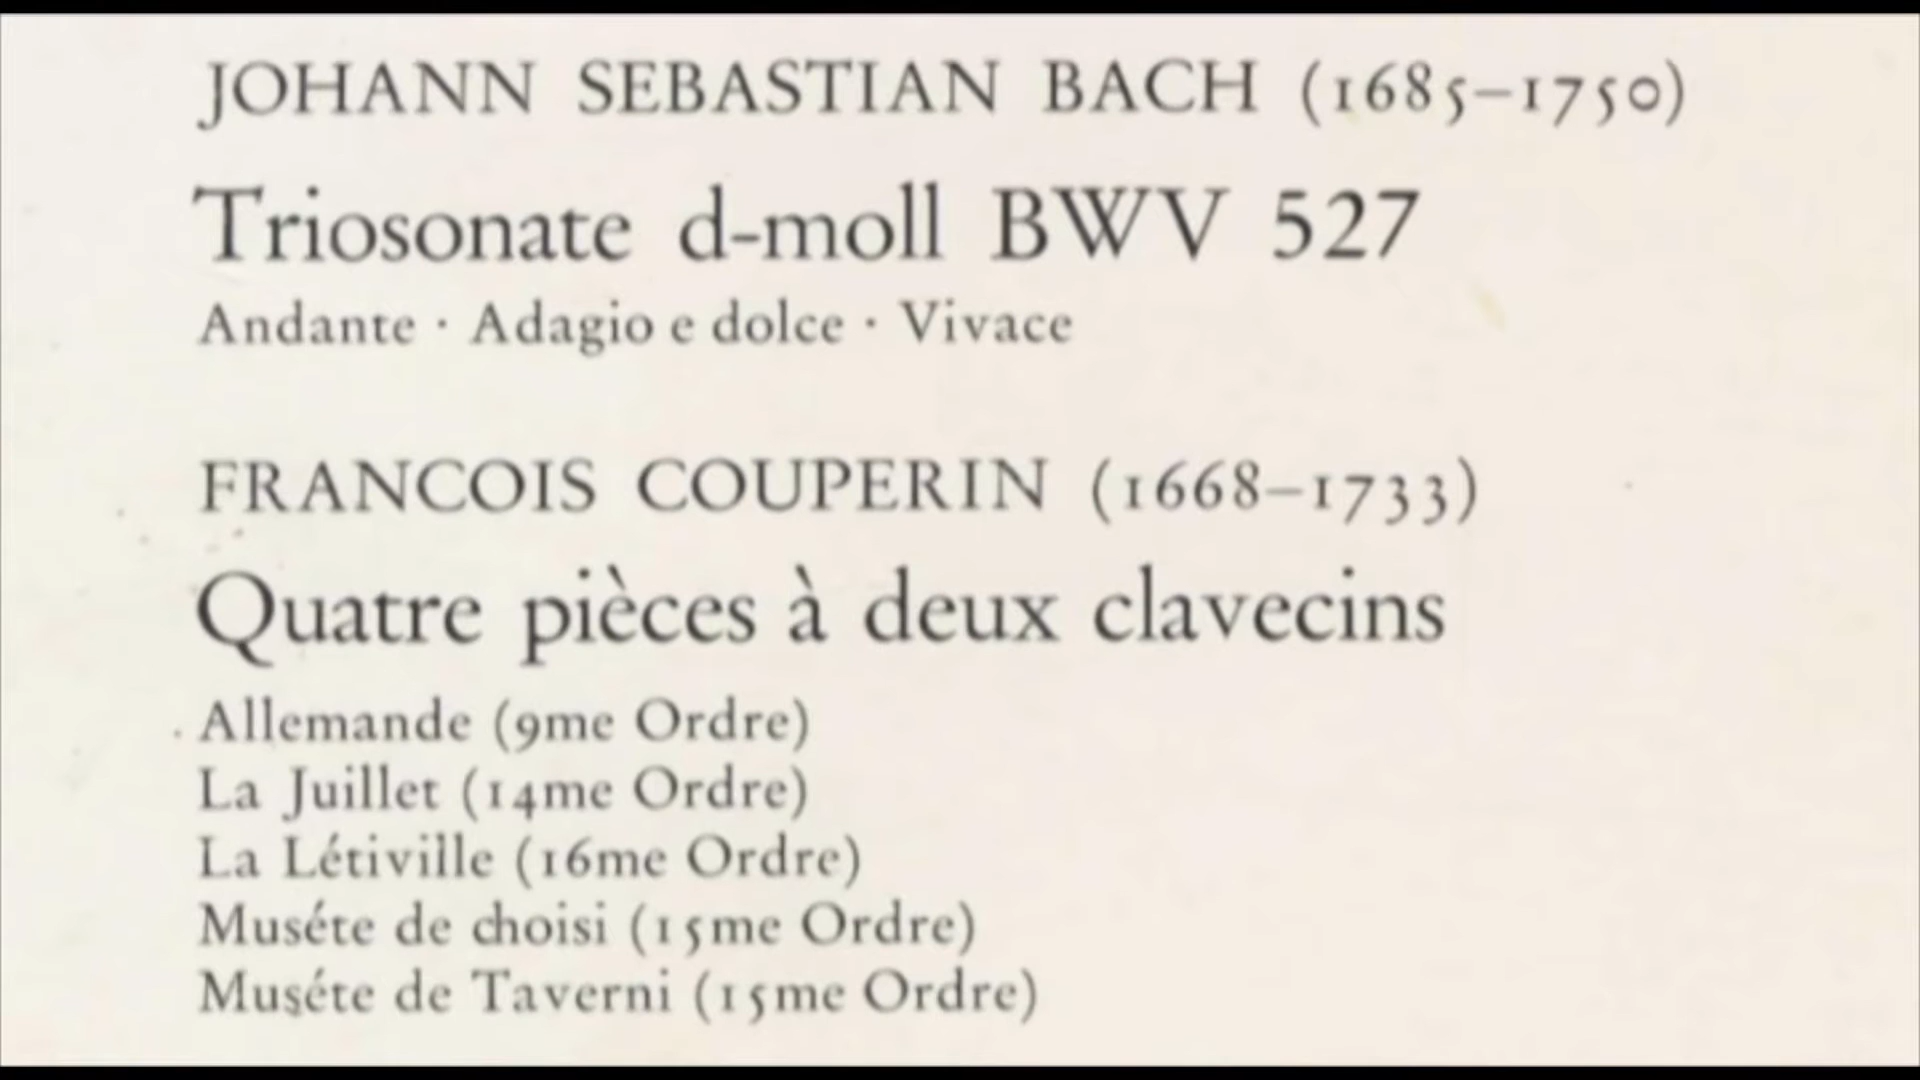 JOHANN SEBASTIAN BACH (1685–1750)
Triosonate d-moll BWV 527
Andante · Adagio e dolce · Vivace
FRANCOIS COUPERIN (1668–1733)
Quatre pièces à deux clavecins
Allemande (9me Ordre)
La Juillet (14me Ordre)
La Létiville (16me Ordre)
Muséte de choisi (15me Ordre)
Muséte de Taverni (15me Ordre)